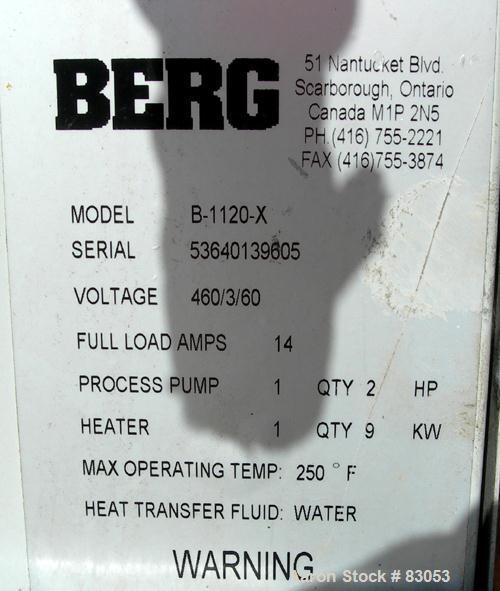 BERG
51 Nantucket Blvd.
Scarborough, Ontario
Canada M1P 2N5
PH.(416) 755-2221
FAX (416)755-3874
MODEL B-1120-X
SERIAL 53640139605
VOLTAGE 460/3/60
FULL LOAD AMPS 14
PROCESS PUMP 1 QTY 2 HP
HEATER 1 QTY 9 KW
MAX OPERATING TEMP: 250 ° F
HEAT TRANSFER FLUID: WATER
WARNING
Aaron Stock # 83053